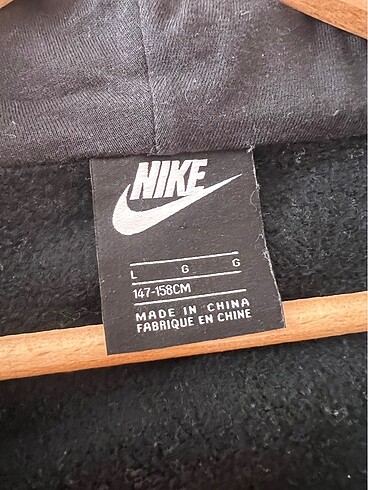 NIKE
L G G
147-158CM
MADE IN CHINA
FABRIQUE EN CHINE